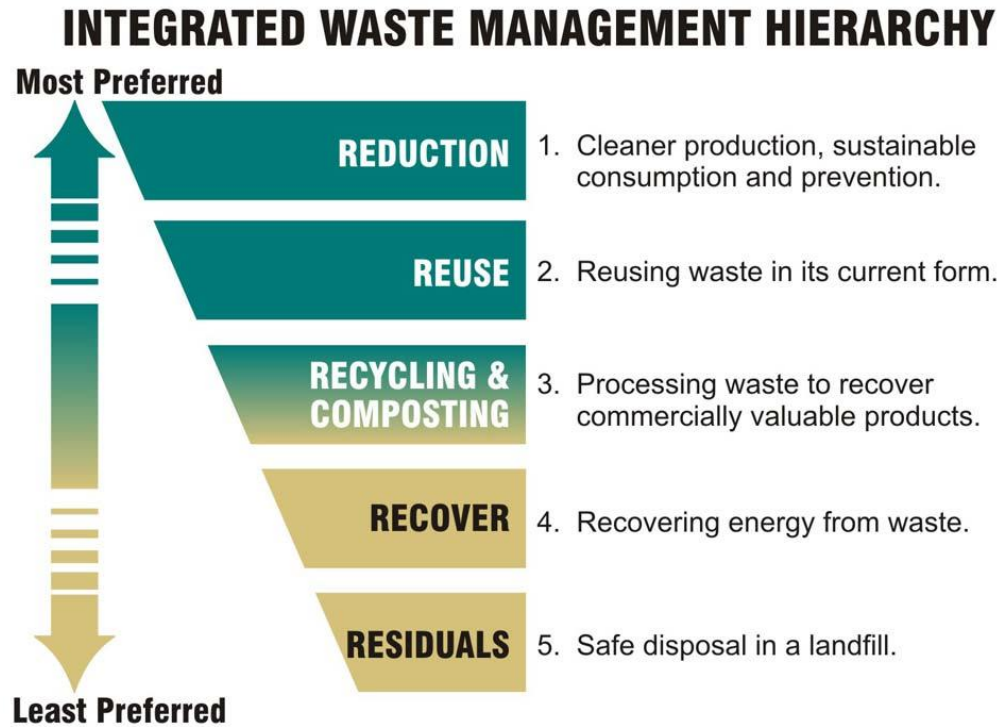 INTEGRATED WASTE MANAGEMENT HIERARCHY
Most Preferred
REDUCTION
1. Cleaner production, sustainable
consumption and prevention.
REUSE
2. Reusing waste in its current form.
RECYCLING &
COMPOSTING
3. Processing waste to recover
commercially valuable products.
RECOVER
4. Recovering energy from waste.
RESIDUALS
5. Safe disposal in a landfill.
Least Preferred